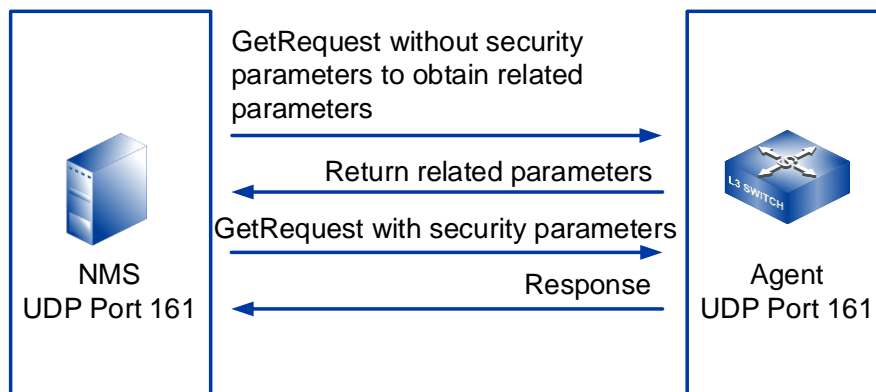 GetRequest without security
parameters to obtain related
parameters
Return related parameters
GetRequest with security parameters
Response
NMS
UDP Port 161
L3 SWITCH
Agent
UDP Port 161